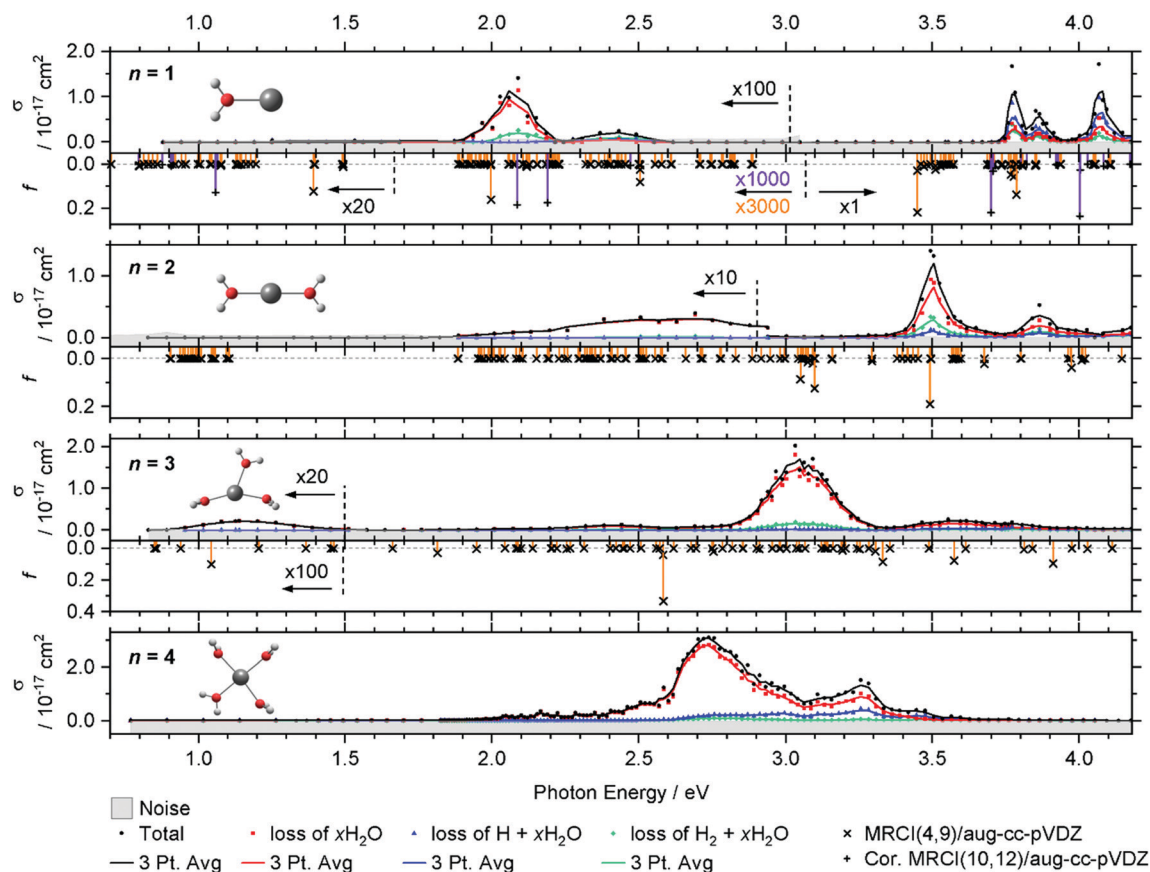 1.0 1.5 2.0 2.5 3.0 3.5 4.0
n = 1
σ / 10⁻¹⁷ cm²
2.0
1.0
0.0
x100
f
0.0
0.2
x20
x1000
x3000
x1
n = 2
σ / 10⁻¹⁷ cm²
1.0
0.0
x10
f
0.0
0.2
n = 3
σ / 10⁻¹⁷ cm²
2.0
1.0
0.0
x20
f
0.0
0.2
0.4
x100
n = 4
σ / 10⁻¹⁷ cm²
2.0
0.0
1.0 1.5 2.0 2.5 3.0 3.5 4.0
Photon Energy / eV
Noise
Total loss of xH₂O loss of H + xH₂O loss of H₂ + xH₂O MRCI(4,9)/aug-cc-pVDZ
3 Pt. Avg 3 Pt. Avg 3 Pt. Avg 3 Pt. Avg Cor. MRCI(10,12)/aug-cc-pVDZ